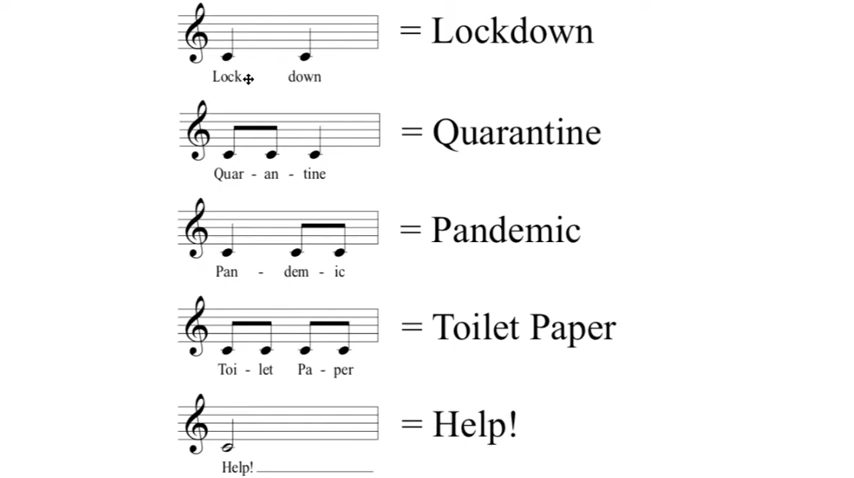 = Lockdown
Lock down
= Quarantine
Quar - an - tine
= Pandemic
Pan - dem - ic
= Toilet Paper
Toi - let Pa - per
= Help!
Help!